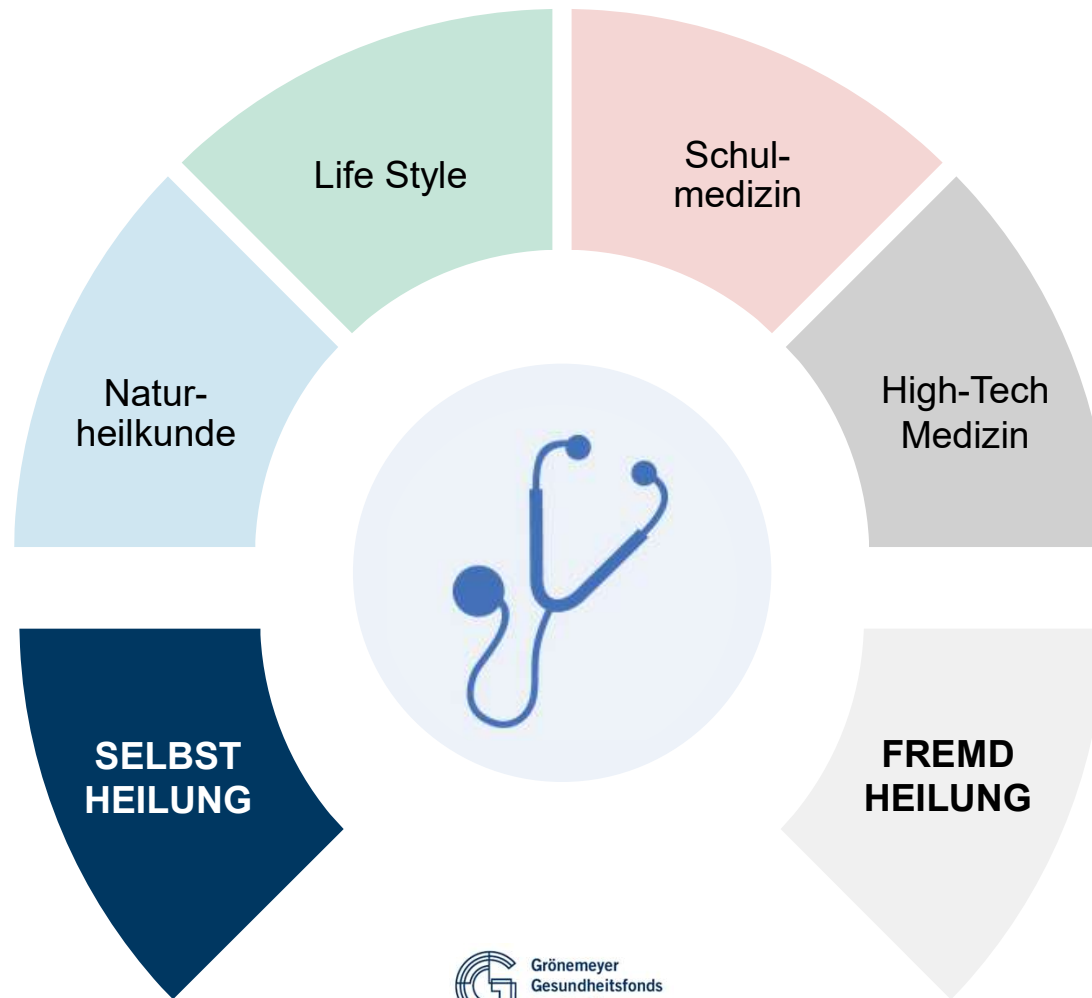 Life Style
Schul-
medizin
Natur-
heilkunde
High-Tech
Medizin
SELBST
HEILUNG
FREMD
HEILUNG
Grönemeyer
Gesundheitsfonds